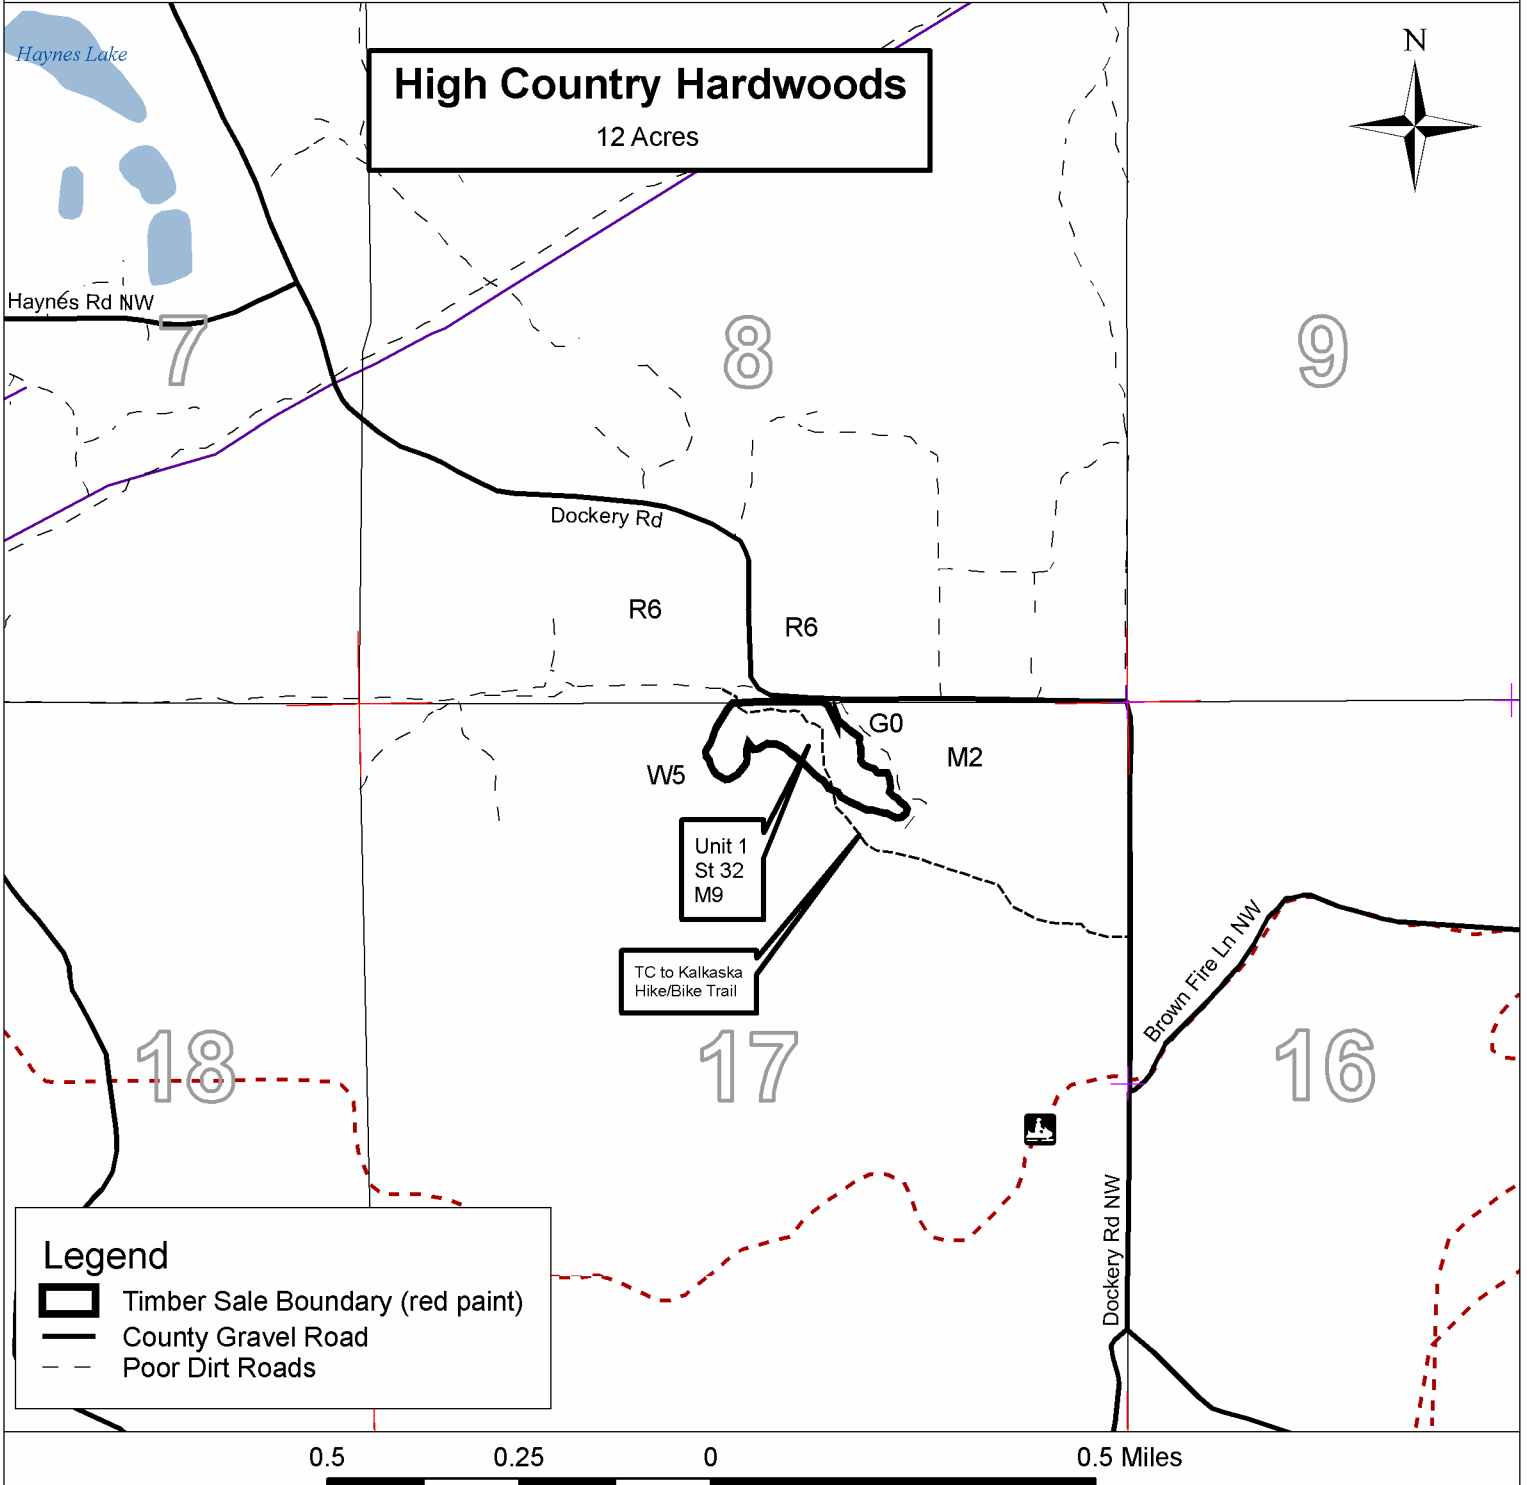 Haynes Lake
High Country Hardwoods
12 Acres
N
Haynes Rd NW
7
8
9
Dockery Rd
R6
R6
G0
M2
W5
Unit 1
St 32
M9
TC to Kalkaska
Hike/Bike Trail
Brown Fire Ln NW
18
17
16
Dockery Rd NW
Legend
Timber Sale Boundary (red paint)
County Gravel Road
Poor Dirt Roads
0.5 0.25 0 0.5 Miles